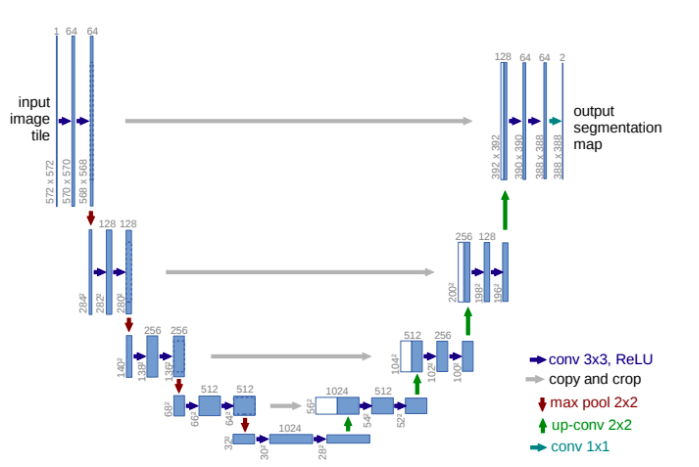 1 64 64
128 64 64 2
input
image
tile
output
segmentation
map
572 x 572
570 x 570
568 x 568
392 x 392
390 x 390
388 x 388
388 x 388
128 128
256 128
284²
282²
280²
200²
198²
196²
256 256
512 256
140²
138²
136²
104²
102²
100²
conv 3x3, ReLU
copy and crop
max pool 2x2
up-conv 2x2
conv 1x1
512 512
1024 512
68²
66²
64²
56²
54²
52²
1024
32²
30²
28²